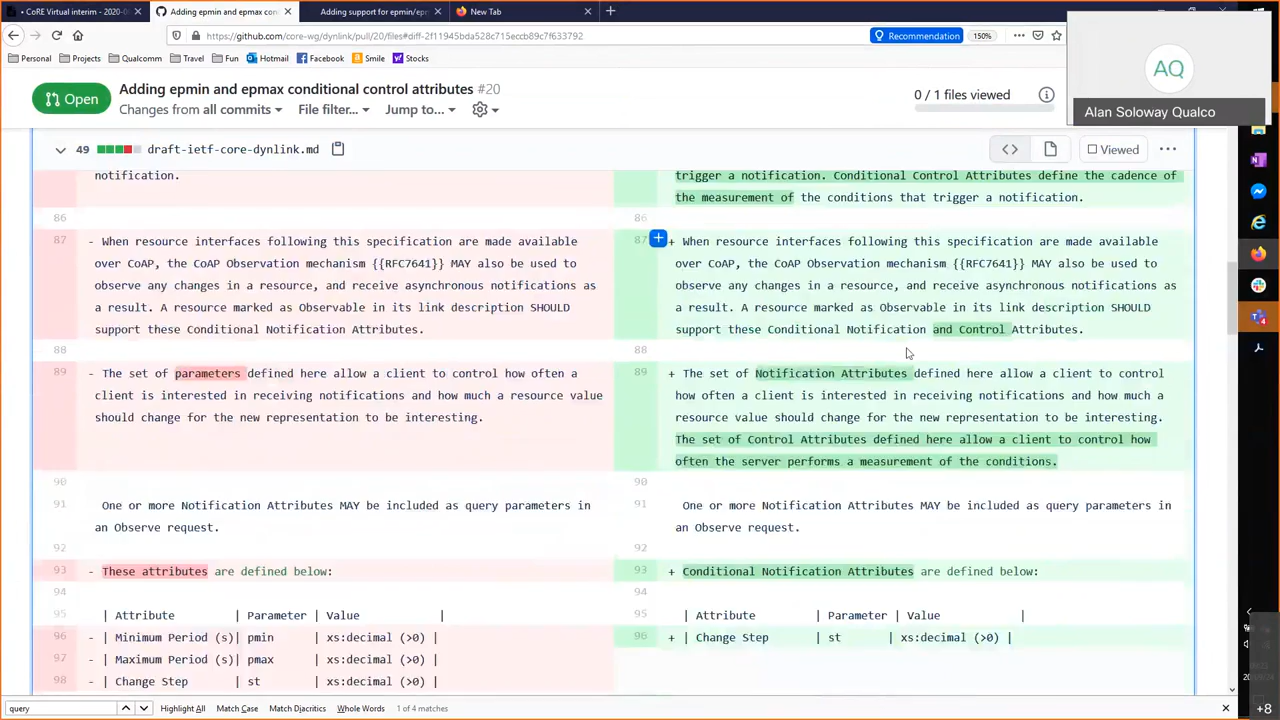 • CoRE Virtual interim - 2020-0
Adding epmin and epmax con
Adding support for epmin/ep
New Tab
https://github.com/core-wg/dynlink/pull/20/files#diff-2f11945bda528c715eccb89c7f633792
Recommendation
150%
Personal
Projects
Qualcomm
Travel
Fun
Hotmail
Facebook
Smile
Stocks
AQ
Alan Soloway Qualco
Open
Adding epmin and epmax conditional control attributes #20
Changes from all commits
File filter...
Jump to...
0 / 1 files viewed
49 draft-ietf-core-dynlink.md
Viewed
notification.
86
87 - When resource interfaces following this specification are made available
over CoAP, the CoAP Observation mechanism {{RFC7641}} MAY also be used to
observe any changes in a resource, and receive asynchronous notifications as
a result. A resource marked as Observable in its link description SHOULD
support these Conditional Notification Attributes.
88
89 - The set of parameters defined here allow a client to control how often a
client is interested in receiving notifications and how much a resource value
should change for the new representation to be interesting.
90
91 One or more Notification Attributes MAY be included as query parameters in
an Observe request.
92
93 - These attributes are defined below:
94
95 | Attribute | Parameter | Value |
96 - | Minimum Period (s)| pmin | xs:decimal (>0) |
97 - | Maximum Period (s)| pmax | xs:decimal (>0) |
98 - | Change Step | st | xs:decimal (>0) |
trigger a notification. Conditional Control Attributes define the cadence of
the measurement of the conditions that trigger a notification.
86
87 + When resource interfaces following this specification are made available
over CoAP, the CoAP Observation mechanism {{RFC7641}} MAY also be used to
observe any changes in a resource, and receive asynchronous notifications as
a result. A resource marked as Observable in its link description SHOULD
support these Conditional Notification and Control Attributes.
88
89 + The set of Notification Attributes defined here allow a client to control
how often a client is interested in receiving notifications and how much a
resource value should change for the new representation to be interesting.
The set of Control Attributes defined here allow a client to control how
often the server performs a measurement of the conditions.
90
91 One or more Notification Attributes MAY be included as query parameters in
an Observe request.
92
93 + Conditional Notification Attributes are defined below:
94
95 | Attribute | Parameter | Value |
96 + | Change Step | st | xs:decimal (>0) |
query
Highlight All
Match Case
Match Diacritics
Whole Words
1 of 4 matches
+8